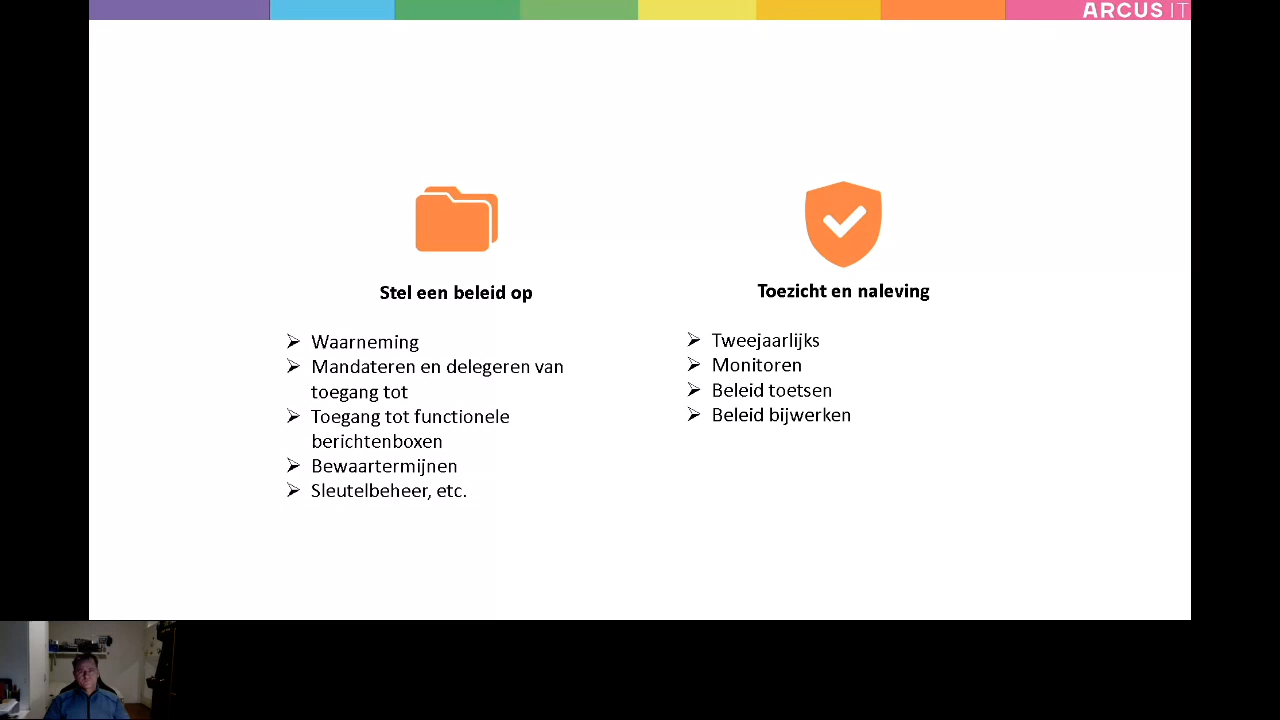 ARCUS IT
Stel een beleid op
Waarneming
Mandateren en delegeren van
toegang tot
Toegang tot functionele
berichtenboxen
Bewaartermijnen
Sleutelbeheer, etc.
Toezicht en naleving
Tweejaarlijks
Monitoren
Beleid toetsen
Beleid bijwerken